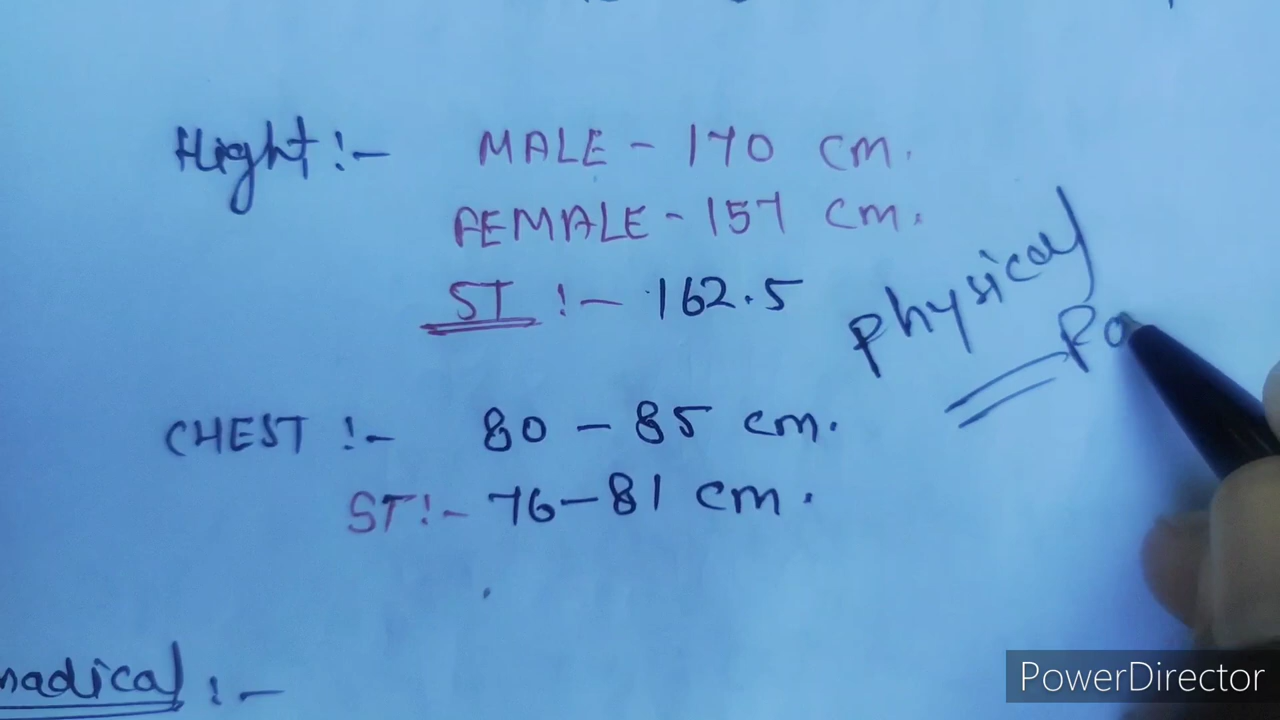 Hight :- MALE - 170 cm.
FEMALE - 157 cm.
ST :- 162.5
physical
CHEST :- 80 - 85 cm.
ST :- 76-81 cm.
madical :-
PowerDirector